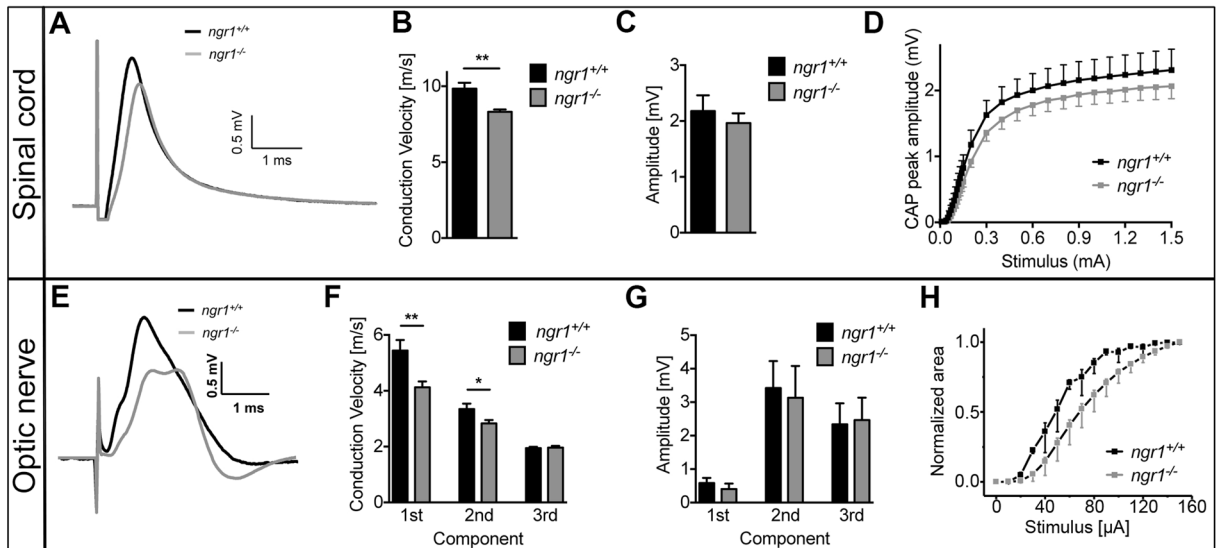 Spinal cord
A
ngr1+/+
ngr1-/-
0.5 mV
1 ms
B
**
Conduction Velocity [m/s]
10
5
0
ngr1+/+
ngr1-/-
C
Amplitude [mV]
3
2
1
0
ngr1+/+
ngr1-/-
D
CAP peak amplitude (mV)
2
1
0
0.0 0.3 0.6 0.9 1.2 1.5
Stimulus (mA)
ngr1+/+
ngr1-/-
Optic nerve
E
ngr1+/+
ngr1-/-
0.5 mV
1 ms
F
Conduction Velocity [m/s]
6
4
2
0
**
*
ngr1+/+
ngr1-/-
1st 2nd 3rd
Component
G
Amplitude [mV]
5
4
3
2
1
0
ngr1+/+
ngr1-/-
1st 2nd 3rd
Component
H
Normalized area
1.0
0.5
0.0
0 40 80 120 160
Stimulus [µA]
ngr1+/+
ngr1-/-